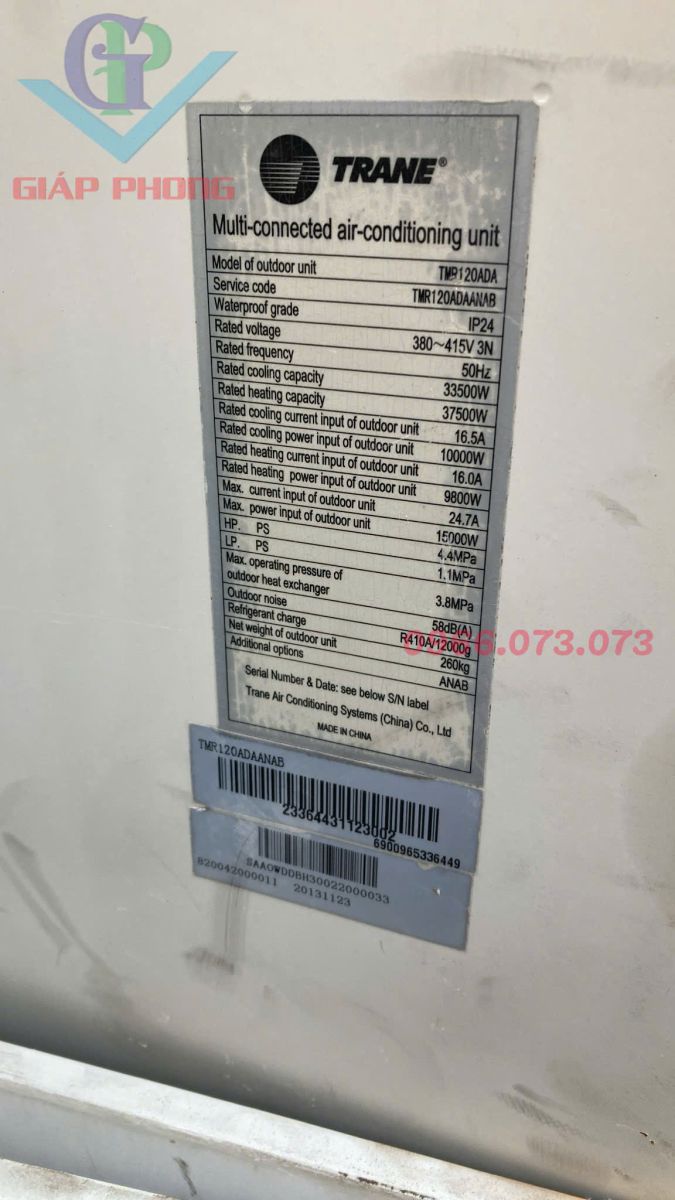 GP
GIÁP PHONG
TRANE®
Multi-connected air-conditioning unit
Model of outdoor unit TMR120ADA
Service code TMR120ADAANAB
Waterproof grade IP24
Rated voltage 380～415V 3N
Rated frequency 50Hz
Rated cooling capacity 33500W
Rated heating capacity 37500W
Rated cooling current input of outdoor unit 16.5A
Rated cooling power input of outdoor unit 10000W
Rated heating current input of outdoor unit 16.0A
Rated heating power input of outdoor unit 9800W
Max. current input of outdoor unit 24.7A
Max. power input of outdoor unit 15000W
HP. PS 4.4MPa
LP. PS 1.1MPa
Max. operating pressure of
outdoor heat exchanger 3.8MPa
Outdoor noise 58dB(A)
Refrigerant charge R410A/12000g
Net weight of outdoor unit 260kg
Additional options ANAB
0966.073.073
Serial Number & Date: see below S/N label
Trane Air Conditioning Systems (China) Co., Ltd
MADE IN CHINA
TMR120ADAANAB
23364431123002
6900965336449
SAAOWDDBH30022000033
820042000011 20131123